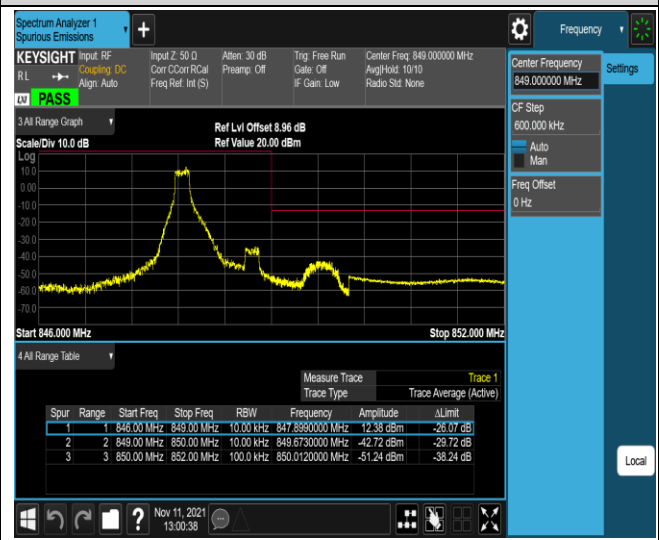 Spectrum Analyzer 1
Spurious Emissions
Frequency
KEYSIGHT
RL
Input: RF
Coupling: DC
Align: Auto
Input Z: 50 Ω
Corr CCorr RCal
Freq Ref: Int (S)
Atten: 30 dB
Preamp: Off
Trig: Free Run
Gate: Off
IF Gain: Low
Center Freq: 849.000000 MHz
Avg|Hold: 10/10
Radio Std: None
LXI PASS
Center Frequency
849.000000 MHz
Settings
CF Step
600.000 kHz
Auto
Man
Freq Offset
0 Hz
3 All Range Graph
Scale/Div 10.0 dB
Ref Lvl Offset 8.96 dB
Ref Value 20.00 dBm
Log
10.0
0.00
-10.0
-20.0
-30.0
-40.0
-50.0
-60.0
-70.0
Start 846.000 MHz Stop 852.000 MHz
4 All Range Table
Measure Trace Trace 1
Trace Type Trace Average (Active)
Spur Range Start Freq Stop Freq RBW Frequency Amplitude ΔLimit
1 1 846.00 MHz 849.00 MHz 10.00 kHz 847.8990000 MHz 12.38 dBm -26.07 dB
2 2 849.00 MHz 850.00 MHz 10.00 kHz 849.6730000 MHz -42.72 dBm -29.72 dB
3 3 850.00 MHz 852.00 MHz 100.0 kHz 850.0120000 MHz -51.24 dBm -38.24 dB
Local
Nov 11, 2021
13:00:38